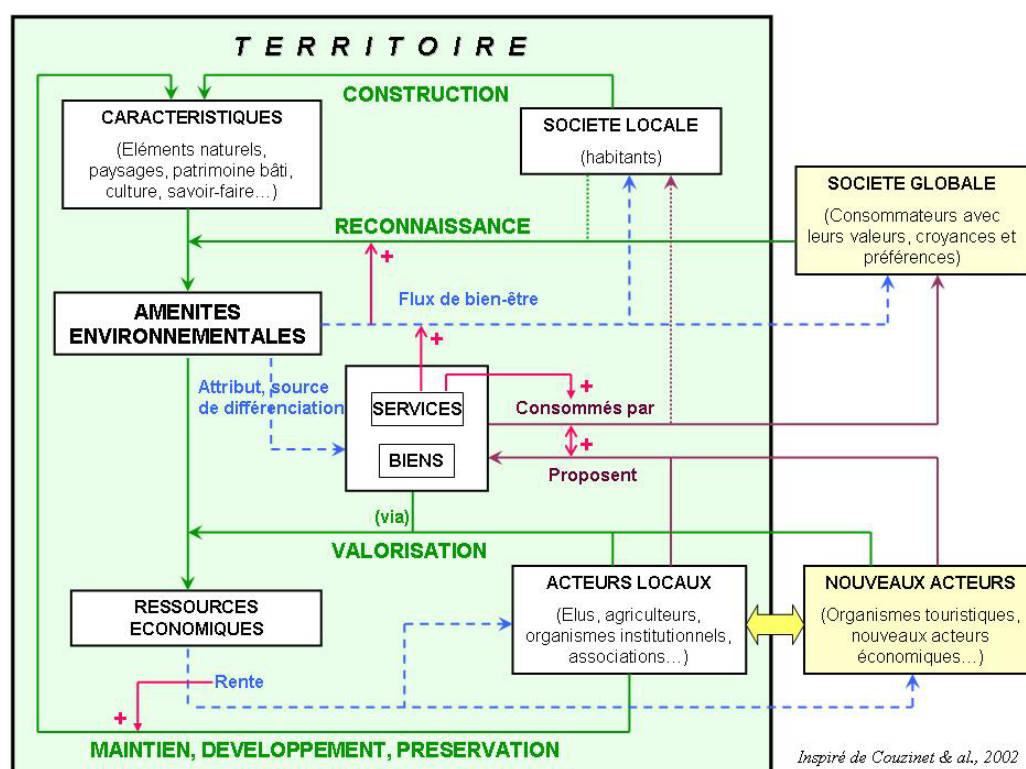 TERRITOIRE
CONSTRUCTION
CARACTERISTIQUES
(Eléments naturels,
paysages, patrimoine bâti,
culture, savoir-faire…)
SOCIETE LOCALE
(habitants)
SOCIETE GLOBALE
(Consommateurs avec
leurs valeurs, croyances et
préférences)
RECONNAISSANCE
+
AMENITES
ENVIRONNEMENTALES
Flux de bien-être
+
Attribut, source
de différenciation
SERVICES
BIENS
+
Consommés par
+
Proposent
(via)
VALORISATION
RESSOURCES
ECONOMIQUES
ACTEURS LOCAUX
(Elus, agriculteurs,
organismes institutionnels,
associations…)
NOUVEAUX ACTEURS
(Organismes touristiques,
nouveaux acteurs
économiques…)
Rente
+
MAINTIEN, DEVELOPPEMENT, PRESERVATION
Inspiré de Couzinet & al., 2002